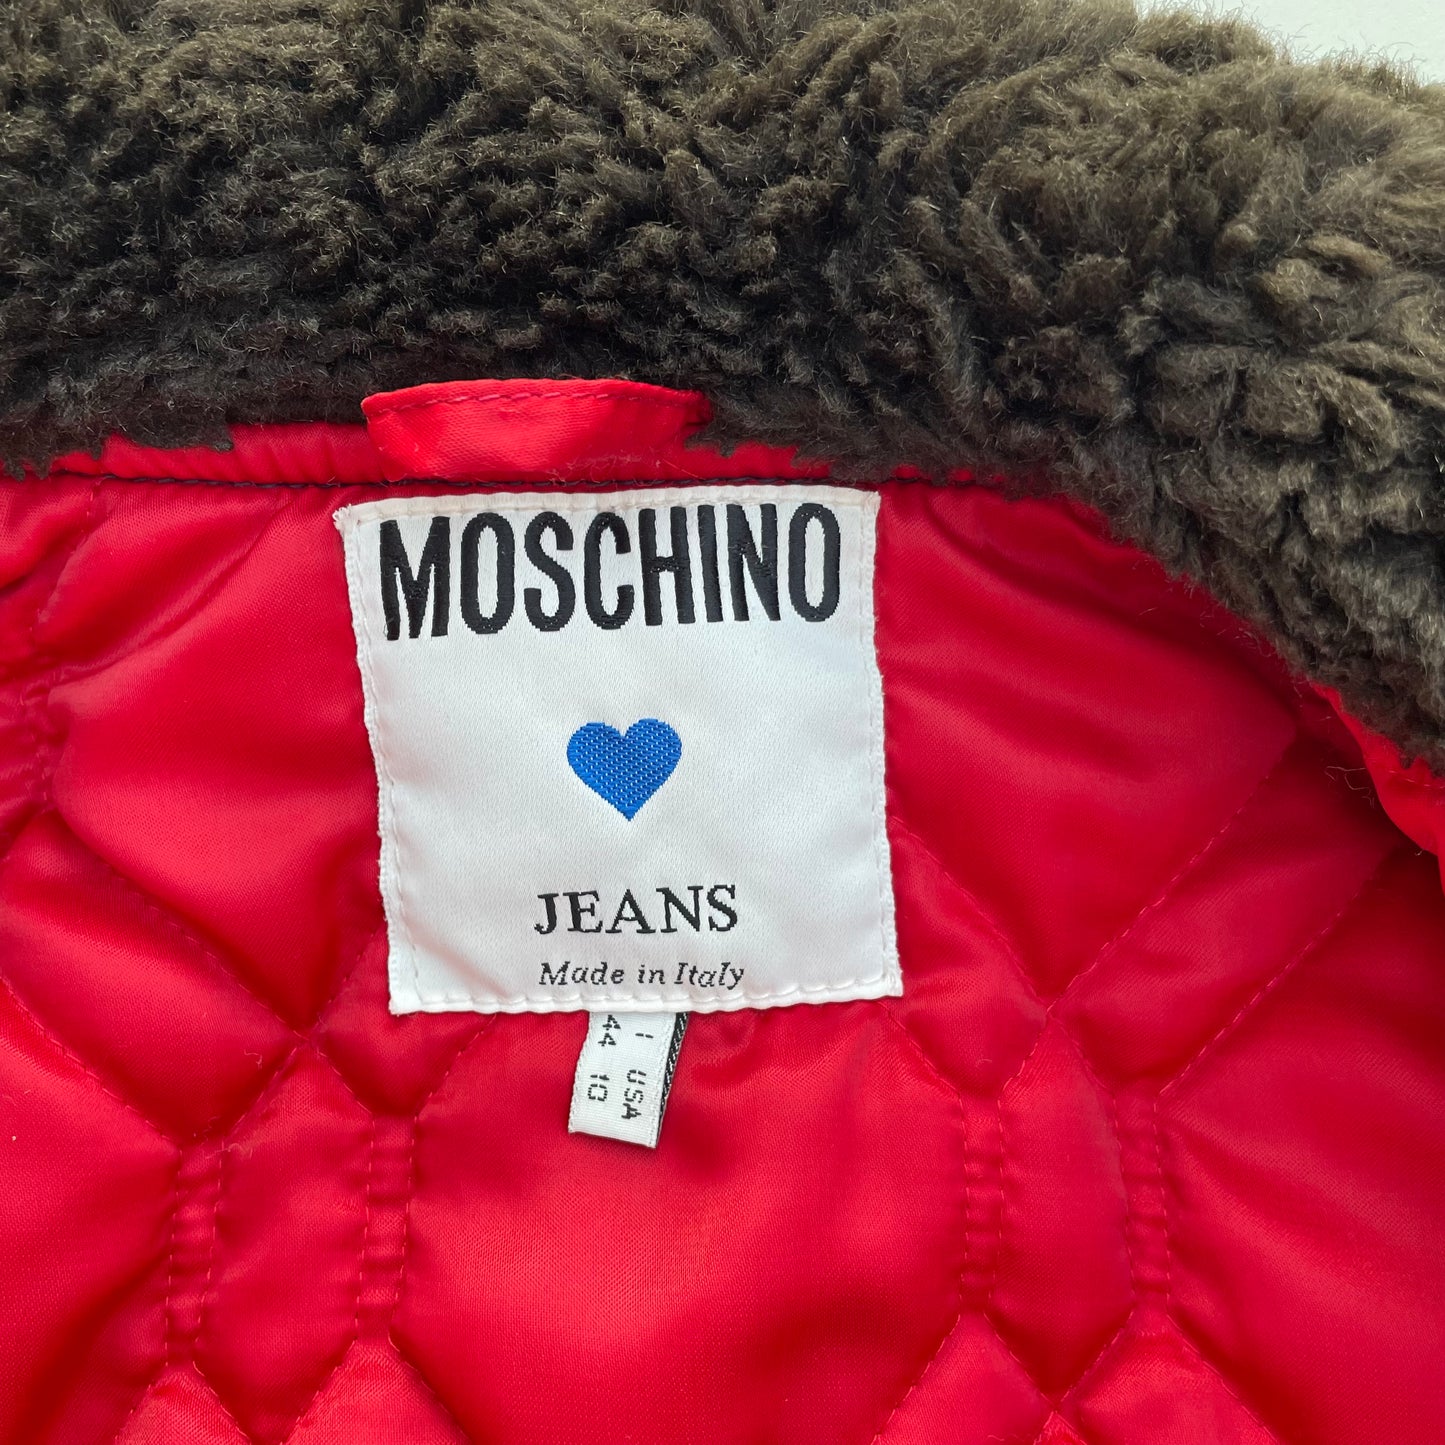 MOSCHINO
JEANS
Made in Italy
I USA
44 10